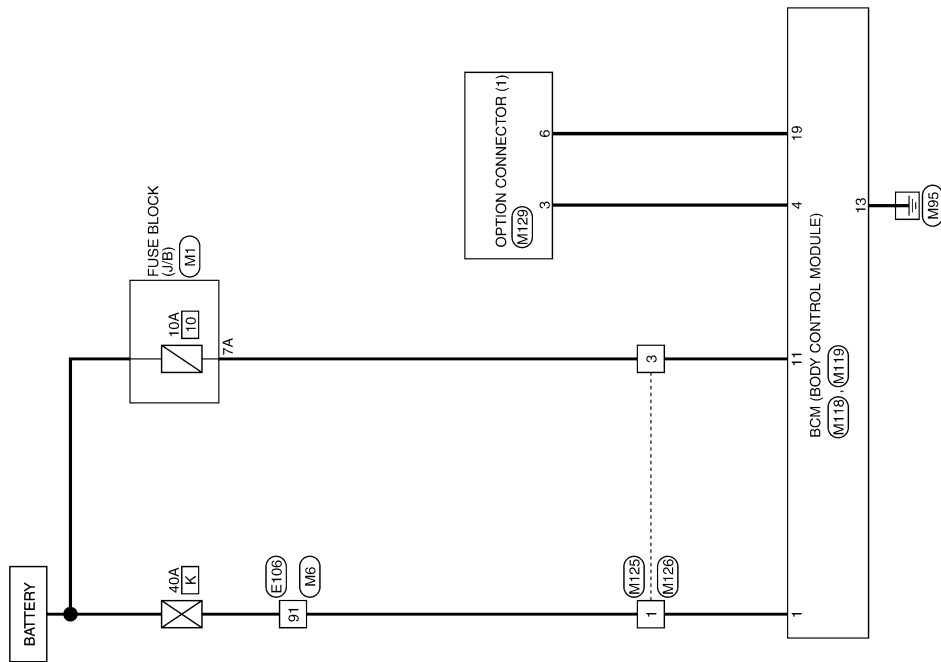 BATTERY
40A
K
E106
91
M6
M125
1
M126
1
FUSE BLOCK
(J/B)
M1
10A
10
7A
3
11
OPTION CONNECTOR (1)
M129
3
6
4
19
BCM (BODY CONTROL MODULE)
M118 , M119
13
M95